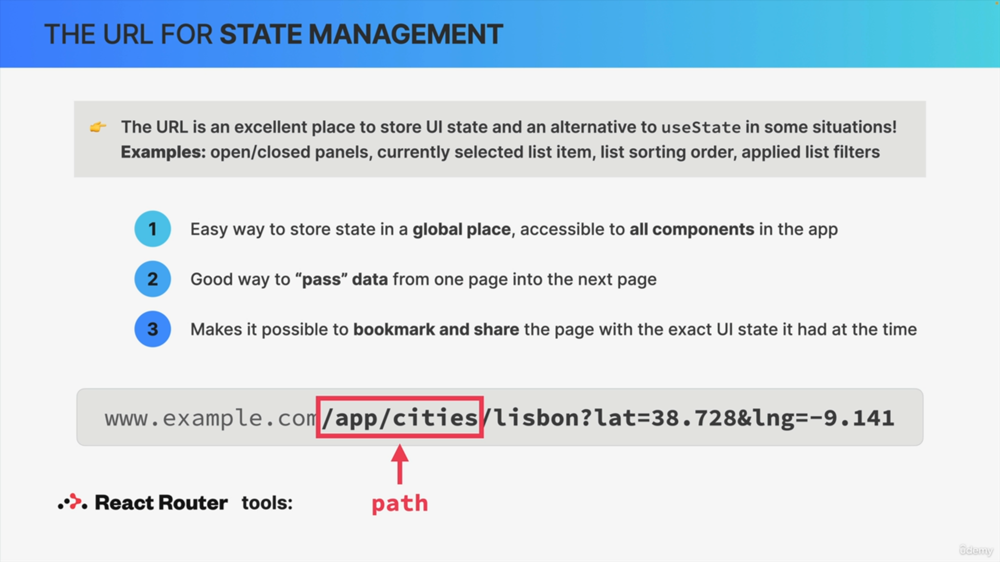 THE URL FOR STATE MANAGEMENT
👉 The URL is an excellent place to store UI state and an alternative to useState in some situations!
Examples: open/closed panels, currently selected list item, list sorting order, applied list filters
1 Easy way to store state in a global place, accessible to all components in the app
2 Good way to “pass” data from one page into the next page
3 Makes it possible to bookmark and share the page with the exact UI state it had at the time
www.example.com/app/cities/lisbon?lat=38.728&lng=-9.141
React Router tools: path
ûdemy